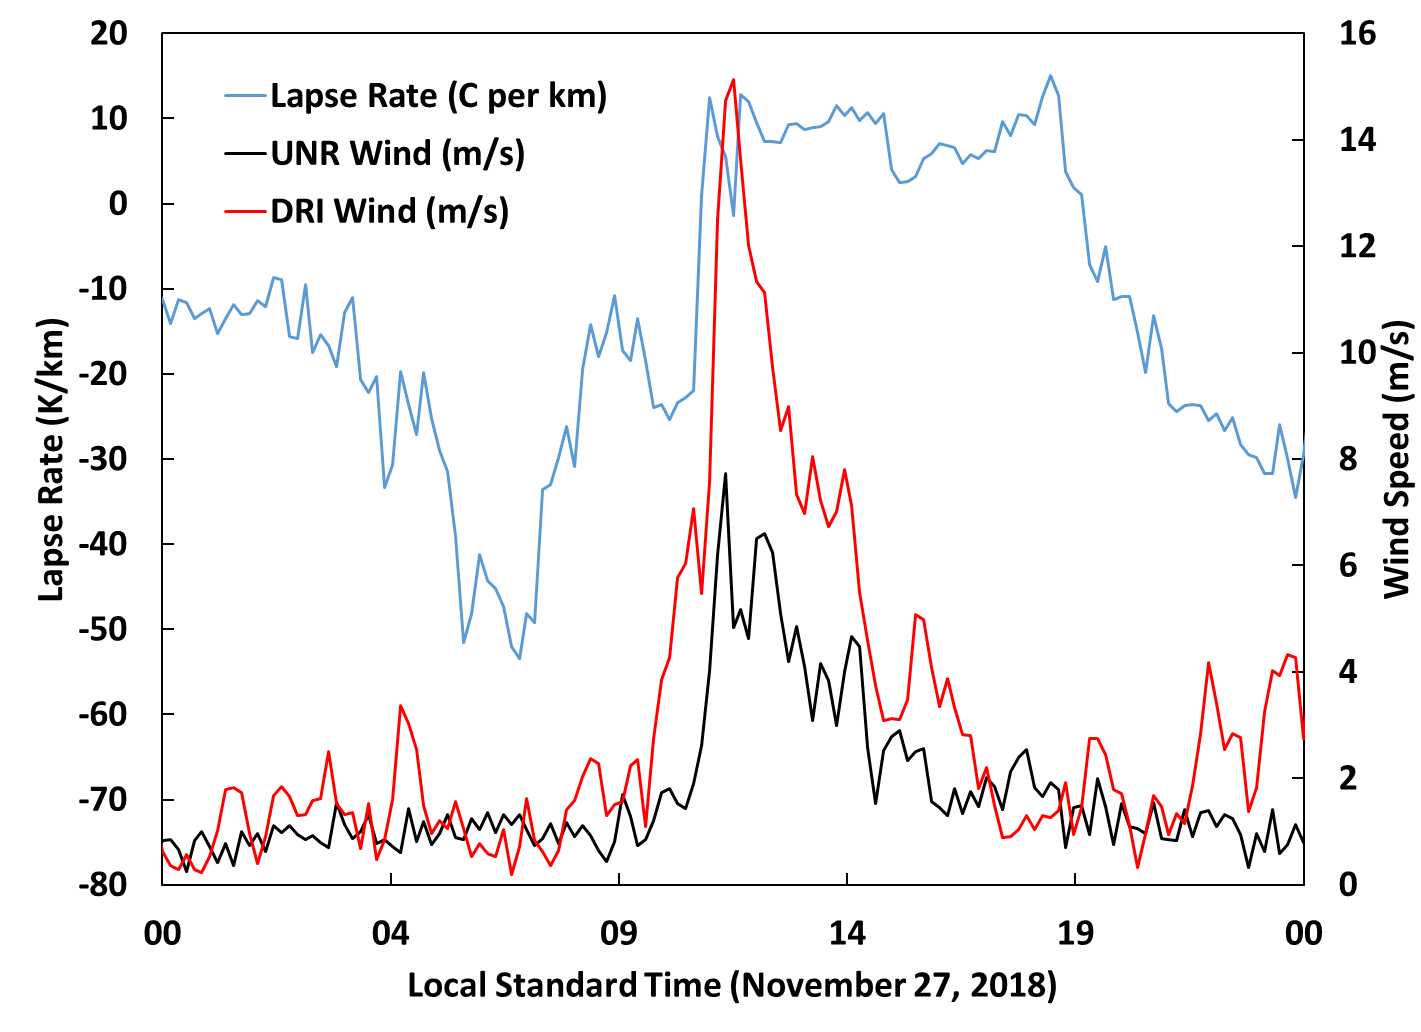 20
10
0
-10
-20
-30
-40
-50
-60
-70
-80
Lapse Rate (K/km)
Lapse Rate (C per km)
UNR Wind (m/s)
DRI Wind (m/s)
16
14
12
10
8
6
4
2
0
Wind Speed (m/s)
00 04 09 14 19 00
Local Standard Time (November 27, 2018)